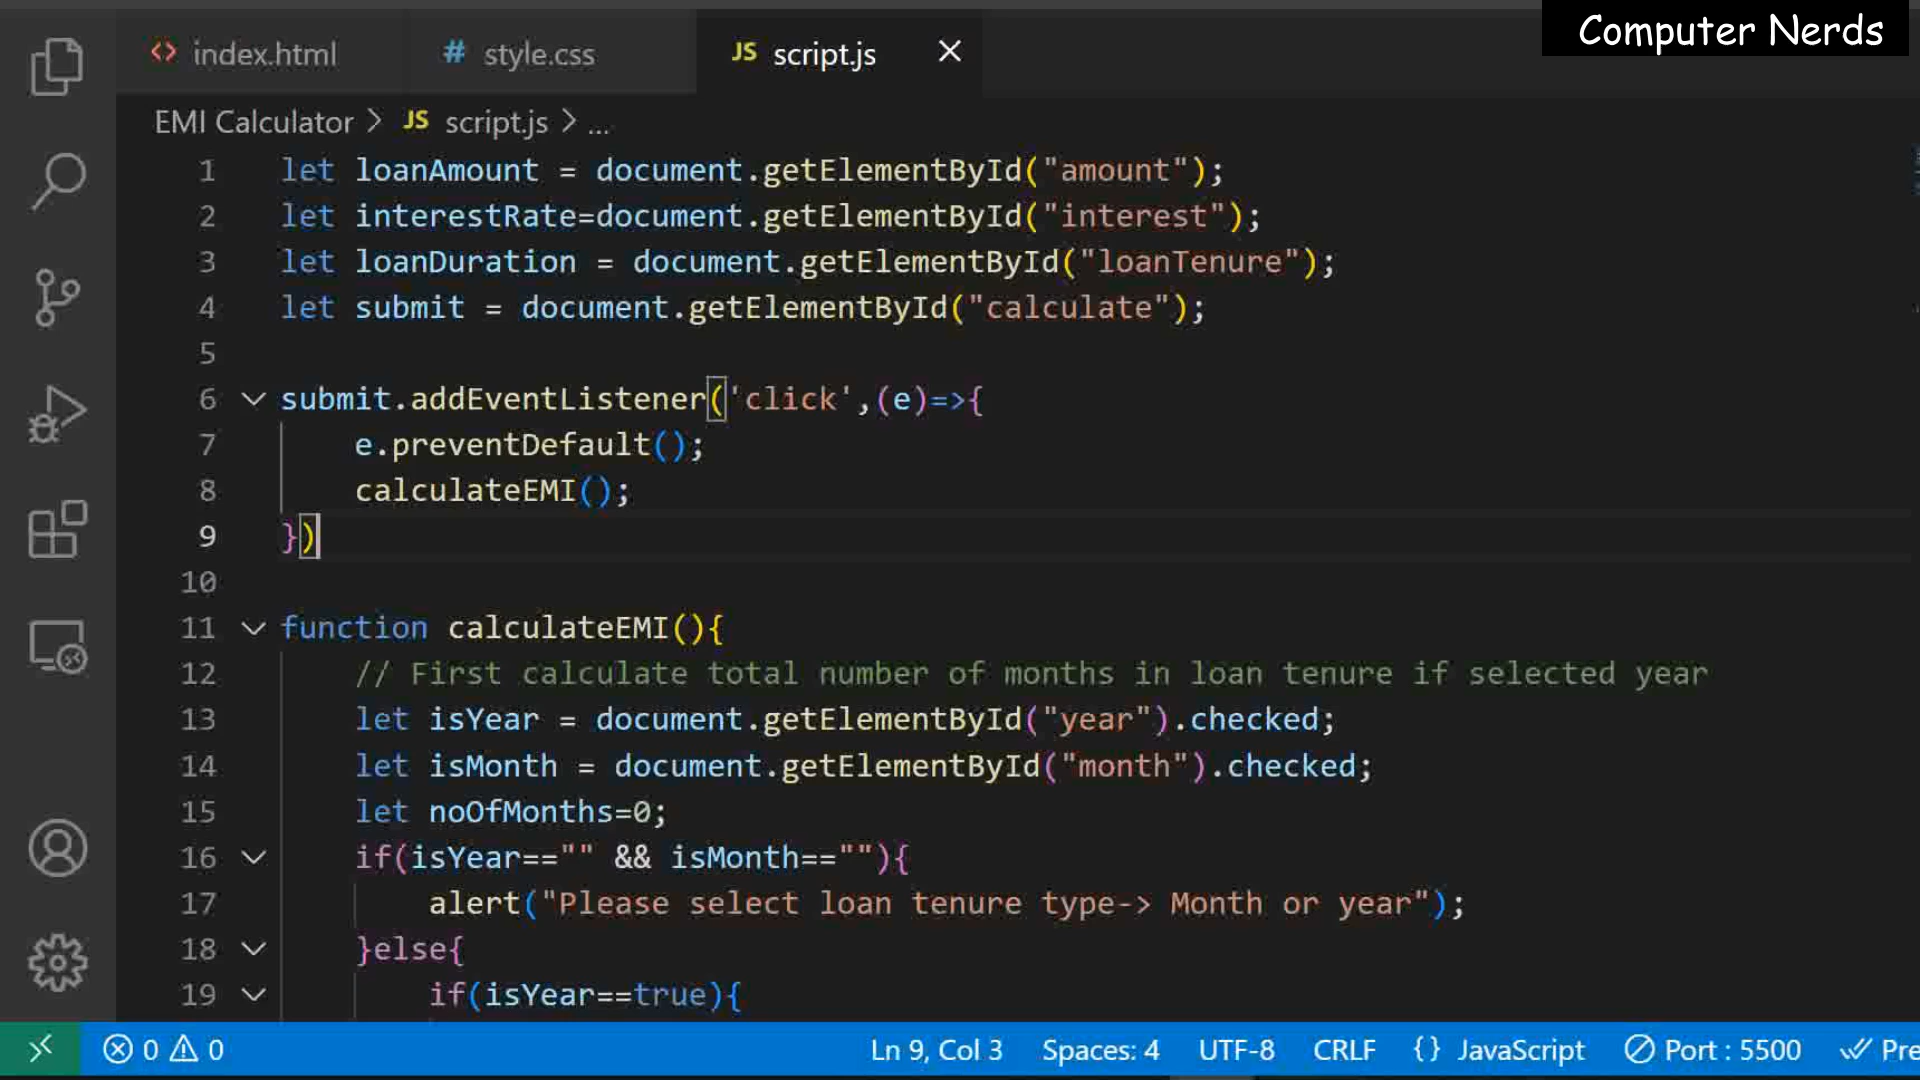 Computer Nerds
<> index.html # style.css JS script.js
EMI Calculator > JS script.js > ...
1 let loanAmount = document.getElementById("amount");
2 let interestRate=document.getElementById("interest");
3 let loanDuration = document.getElementById("loanTenure");
4 let submit = document.getElementById("calculate");
5
6 submit.addEventListener('click',(e)=>{
7 e.preventDefault();
8 calculateEMI();
9 })
10
11 function calculateEMI(){
12 // First calculate total number of months in loan tenure if selected year
13 let isYear = document.getElementById("year").checked;
14 let isMonth = document.getElementById("month").checked;
15 let noOfMonths=0;
16 if(isYear=="" && isMonth==""){
17 alert("Please select loan tenure type-> Month or year");
18 }else{
19 if(isYear==true){
0 0 Ln 9, Col 3 Spaces: 4 UTF-8 CRLF {} JavaScript Port : 5500 Pre